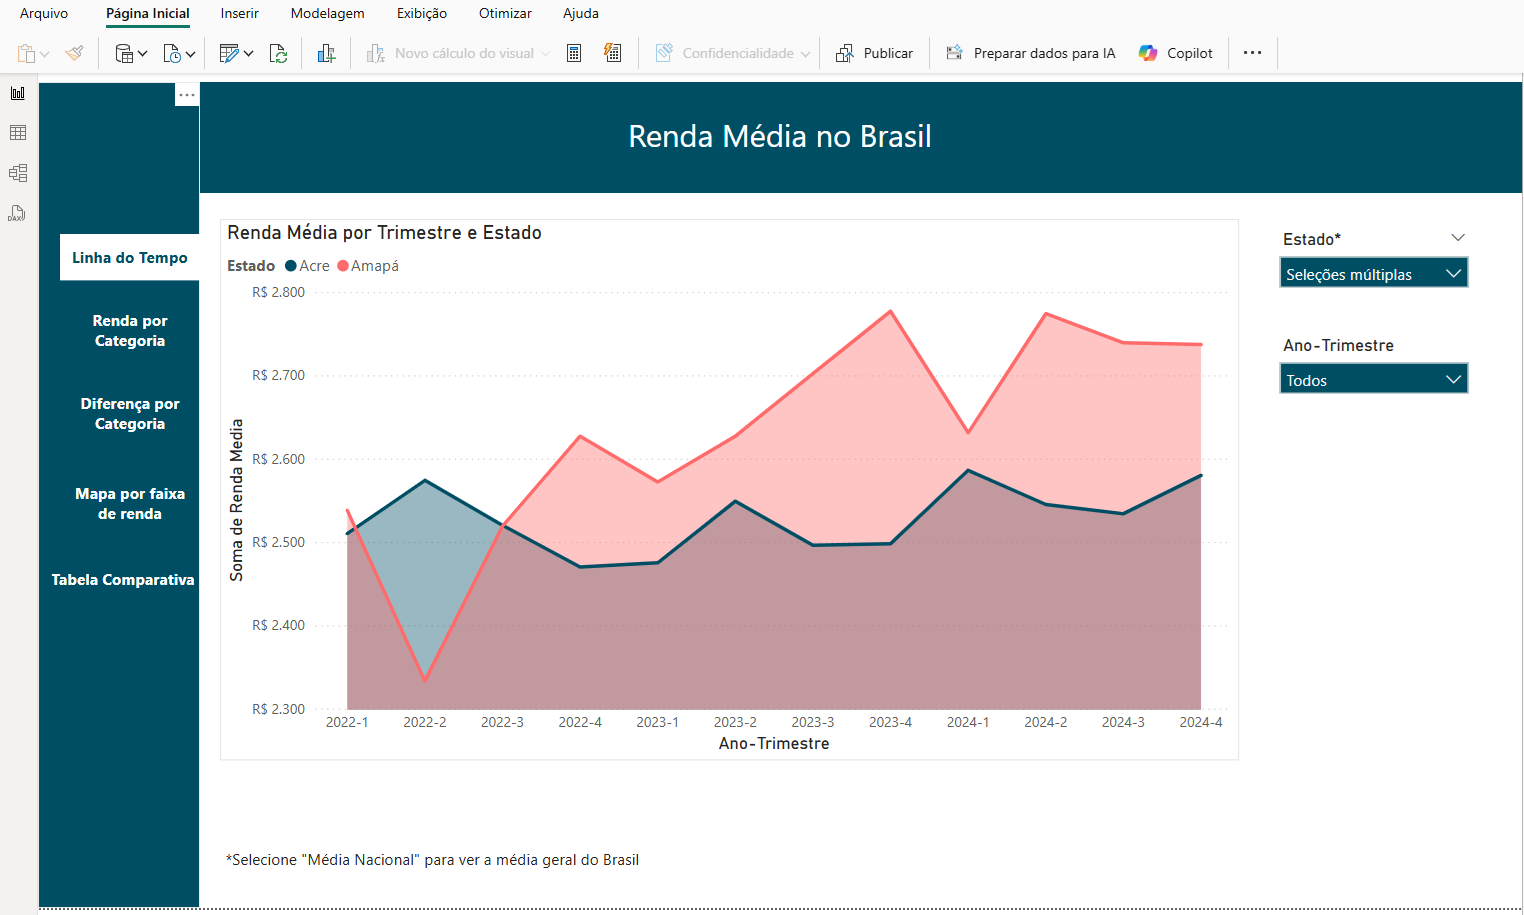 Arquivo Página Inicial Inserir Modelagem Exibição Otimizar Ajuda
Novo cálculo do visual Confidencialidade Publicar Preparar dados para IA Copilot
DAX
Renda Média no Brasil
Linha do Tempo
Renda por
Categoria
Diferença por
Categoria
Mapa por faixa
de renda
Tabela Comparativa
Renda Média por Trimestre e Estado
Estado Acre Amapá
R$ 2.800
R$ 2.700
R$ 2.600
R$ 2.500
R$ 2.400
R$ 2.300
Soma de Renda Media
2022-1 2022-2 2022-3 2022-4 2023-1 2023-2 2023-3 2023-4 2024-1 2024-2 2024-3 2024-4
Ano-Trimestre
Estado*
Seleções múltiplas
Ano-Trimestre
Todos
*Selecione "Média Nacional" para ver a média geral do Brasil